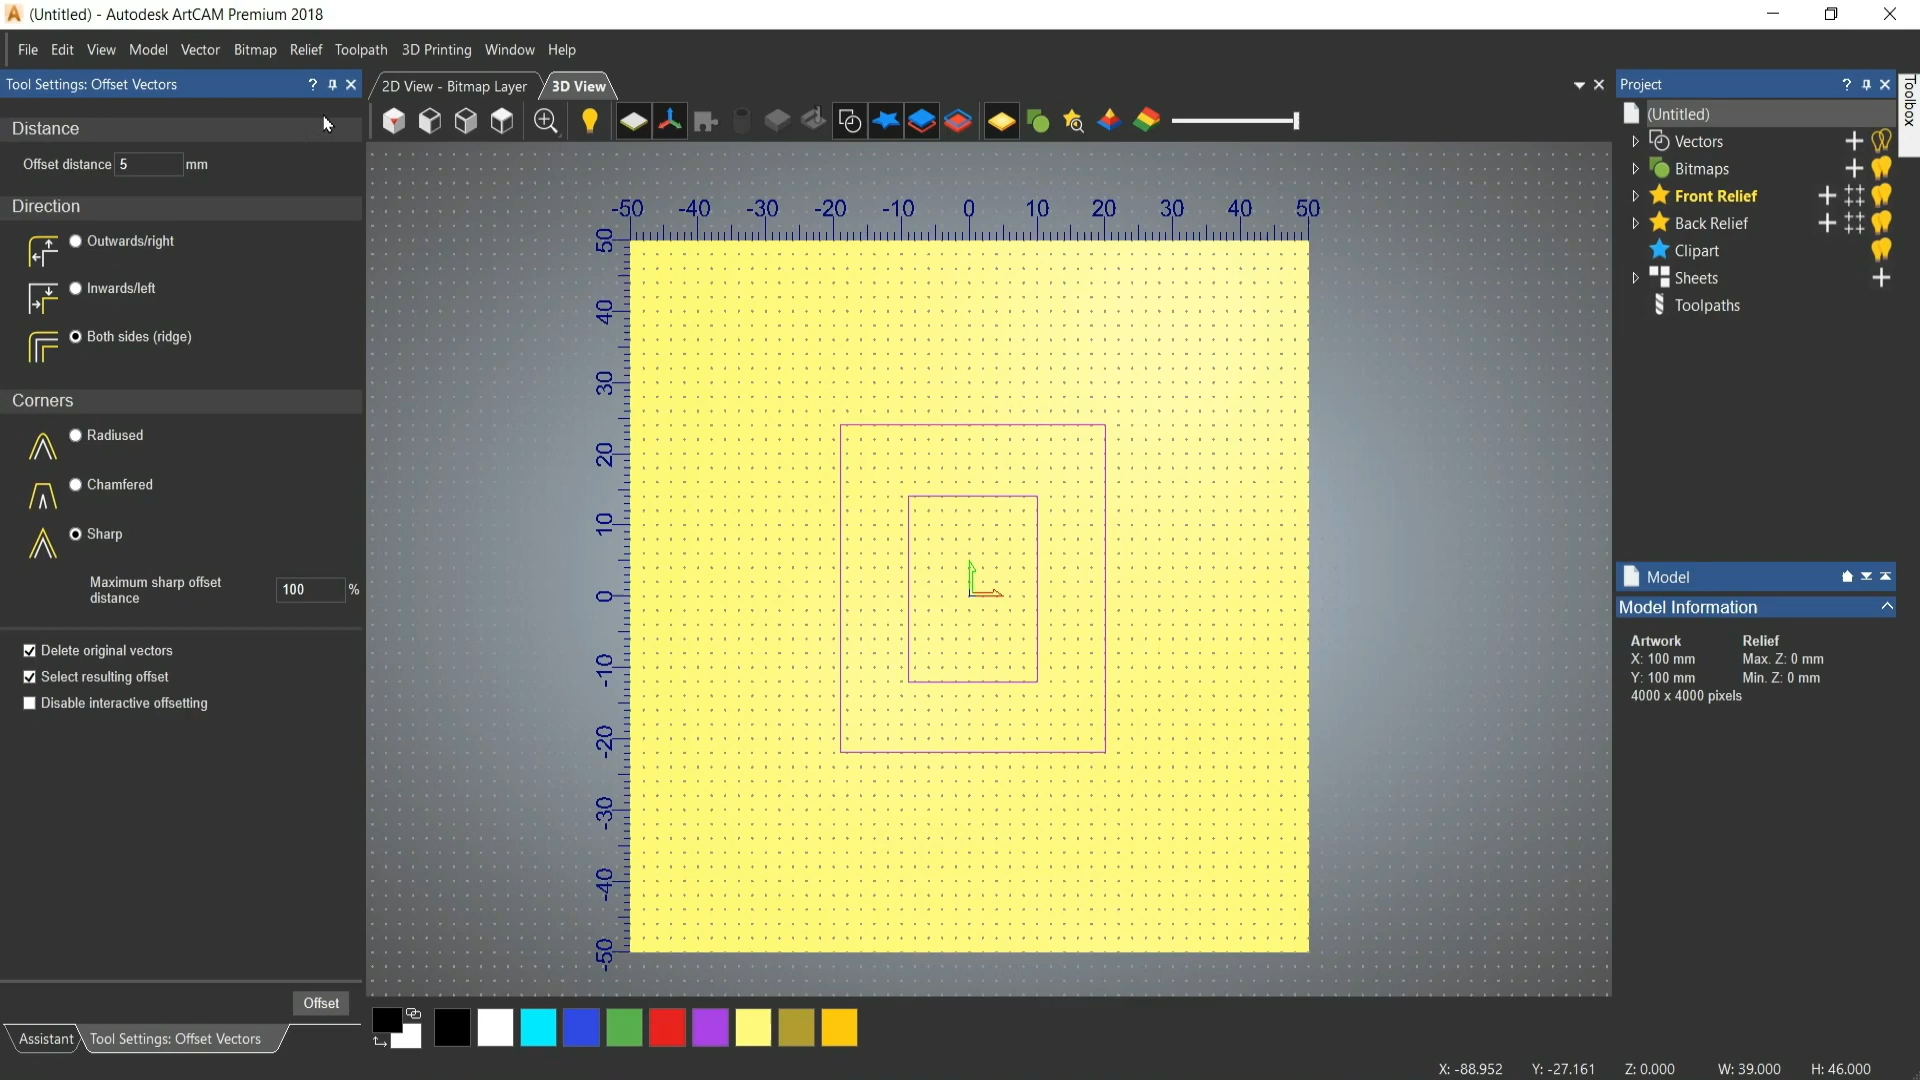 (Untitled) - Autodesk ArtCAM Premium 2018
File Edit View Model Vector Bitmap Relief Toolpath 3D Printing Window Help
Tool Settings: Offset Vectors ?
2D View - Bitmap Layer 3D View
Project ?
Toolbox
Distance
Offset distance 5 mm
Direction
Outwards/right
Inwards/left
Both sides (ridge)
Corners
Radiused
Chamfered
Sharp
Maximum sharp offset
distance
100 %
Delete original vectors
Select resulting offset
Disable interactive offsetting
Offset
Assistant Tool Settings: Offset Vectors
-50 -40 -30 -20 -10 0 10 20 30 40 50
50
40
30
20
10
0
-10
-20
-30
-40
-50
(Untitled)
Vectors
Bitmaps
Front Relief
Back Relief
Clipart
Sheets
Toolpaths
Model
Model Information
Artwork Relief
X: 100 mm Max. Z: 0 mm
Y: 100 mm Min. Z: 0 mm
4000 x 4000 pixels
X: -88.952 Y: -27.161 Z: 0.000 W: 39.000 H: 46.000